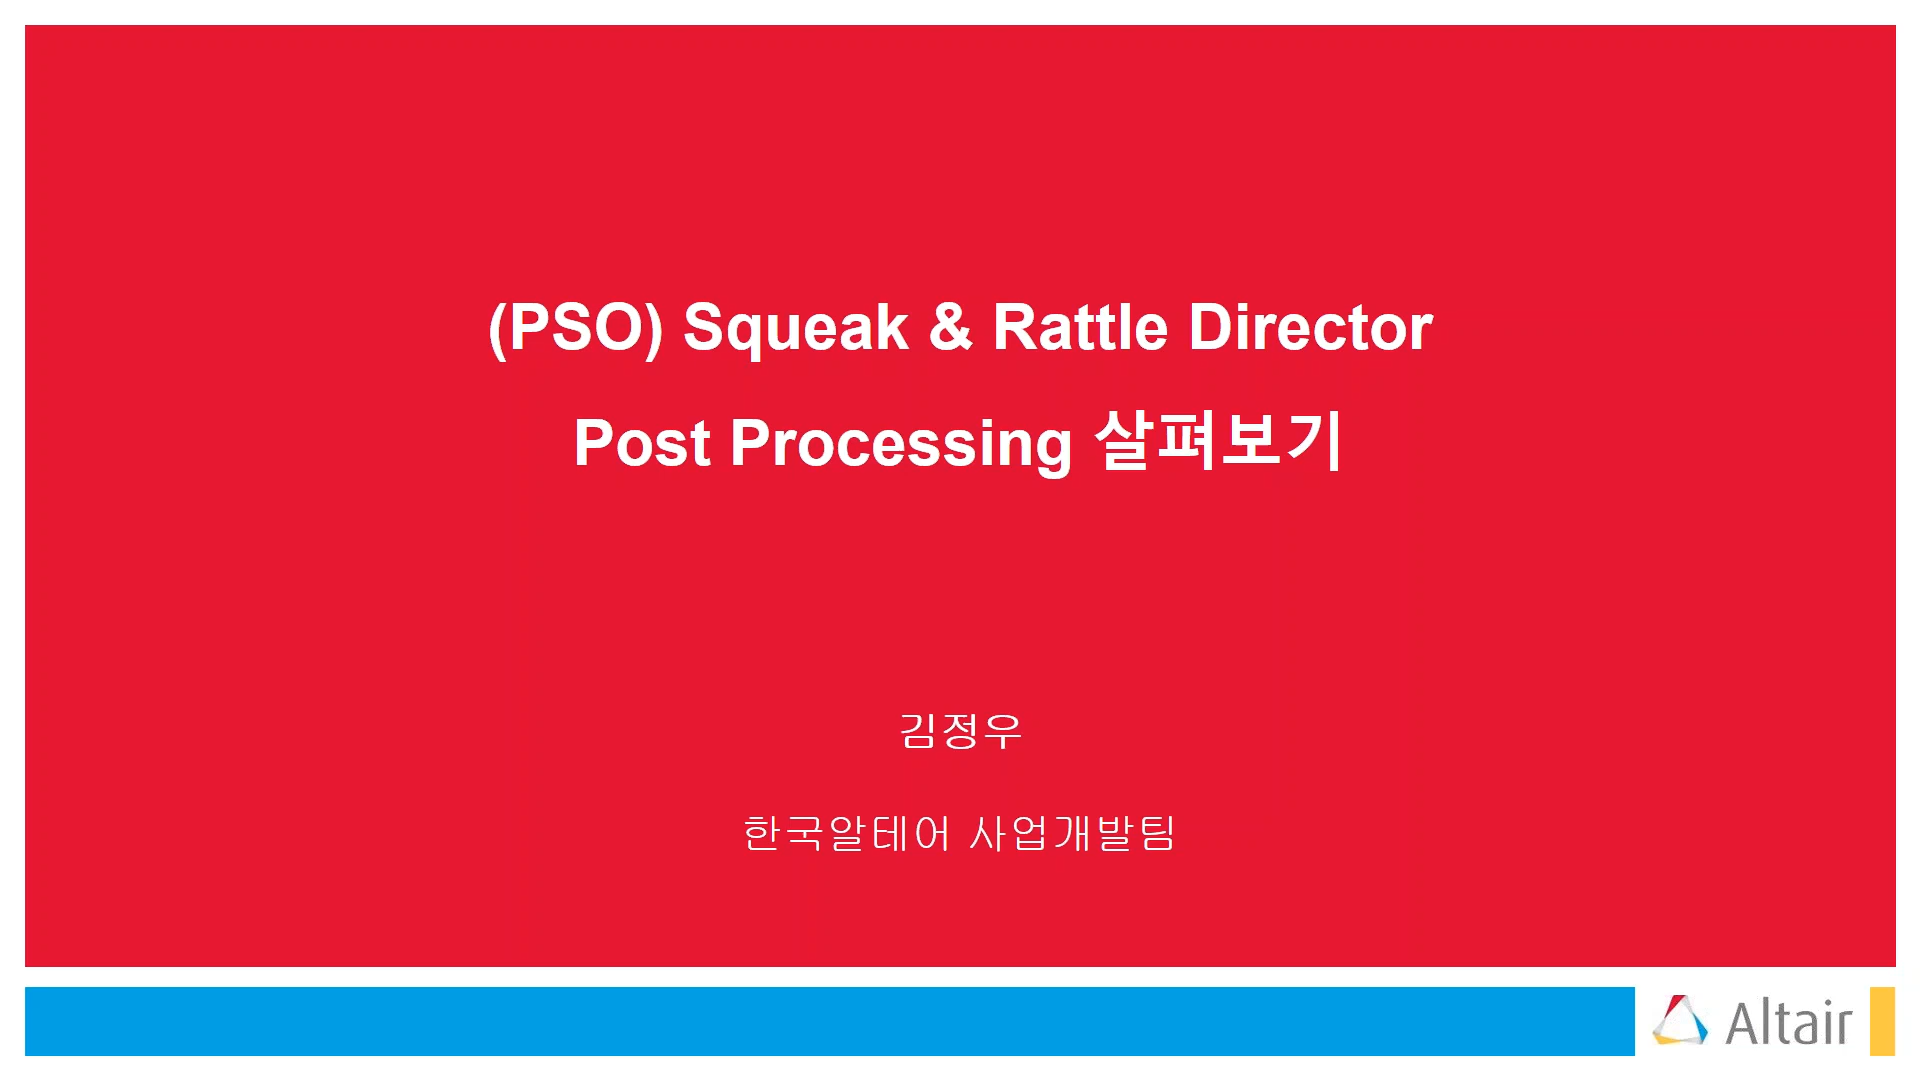 (PSO) Squeak & Rattle Director
Post Processing 살펴보기
김정우
한국알테어 사업개발팀
Altair